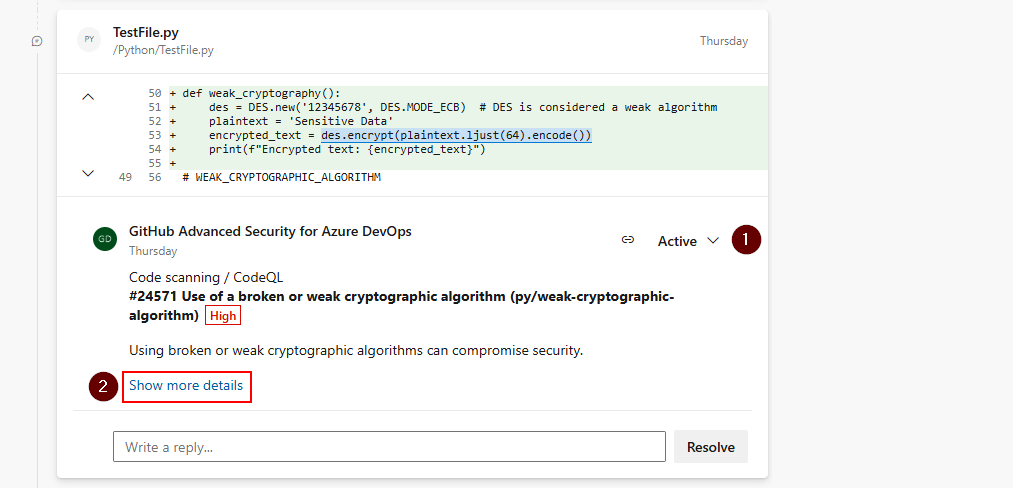 PY
TestFile.py
/Python/TestFile.py
Thursday
50 + def weak_cryptography():
51 +     des = DES.new('12345678', DES.MODE_ECB)  # DES is considered a weak algorithm
52 +     plaintext = 'Sensitive Data'
53 +     encrypted_text = des.encrypt(plaintext.ljust(64).encode())
54 +     print(f"Encrypted text: {encrypted_text}")
55 +
49 56   # WEAK_CRYPTOGRAPHIC_ALGORITHM
GD
GitHub Advanced Security for Azure DevOps
Thursday
Active
1
Code scanning / CodeQL
#24571 Use of a broken or weak cryptographic algorithm (py/weak-cryptographic-
algorithm) High
Using broken or weak cryptographic algorithms can compromise security.
2 Show more details
Write a reply...
Resolve